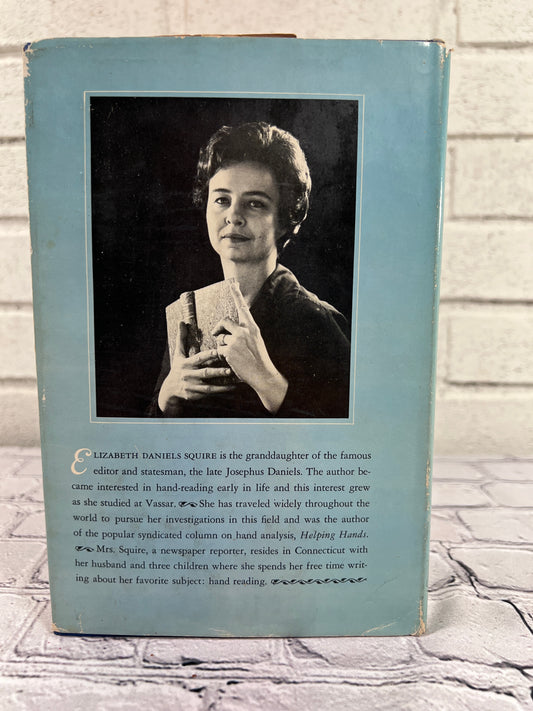 ELIZABETH DANIELS SQUIRE is the granddaughter of the famous
editor and statesman, the late Josephus Daniels. The author be-
came interested in hand-reading early in life and this interest grew
as she studied at Vassar. She has traveled widely throughout the
world to pursue her investigations in this field and was the author
of the popular syndicated column on hand analysis, Helping Hands.
Mrs. Squire, a newspaper reporter, resides in Connecticut with
her husband and three children where she spends her free time writ-
ing about her favorite subject: hand reading.